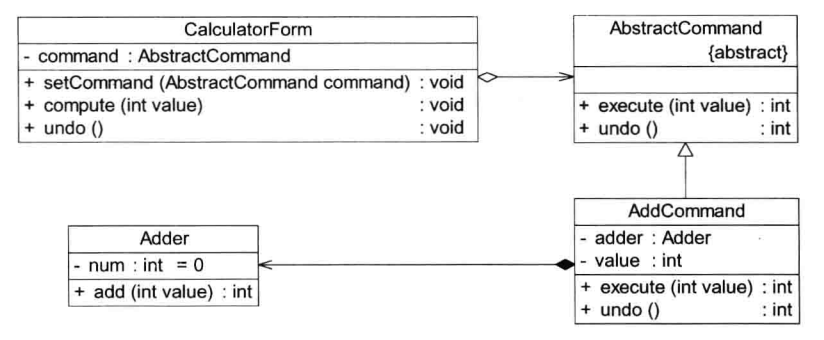 CalculatorForm
- command : AbstractCommand
+ setCommand (AbstractCommand command) : void
+ compute (int value) : void
+ undo () : void
AbstractCommand
{abstract}
+ execute (int value) : int
+ undo () : int
Adder
- num : int = 0
+ add (int value) : int
AddCommand
- adder : Adder
- value : int
+ execute (int value) : int
+ undo () : int